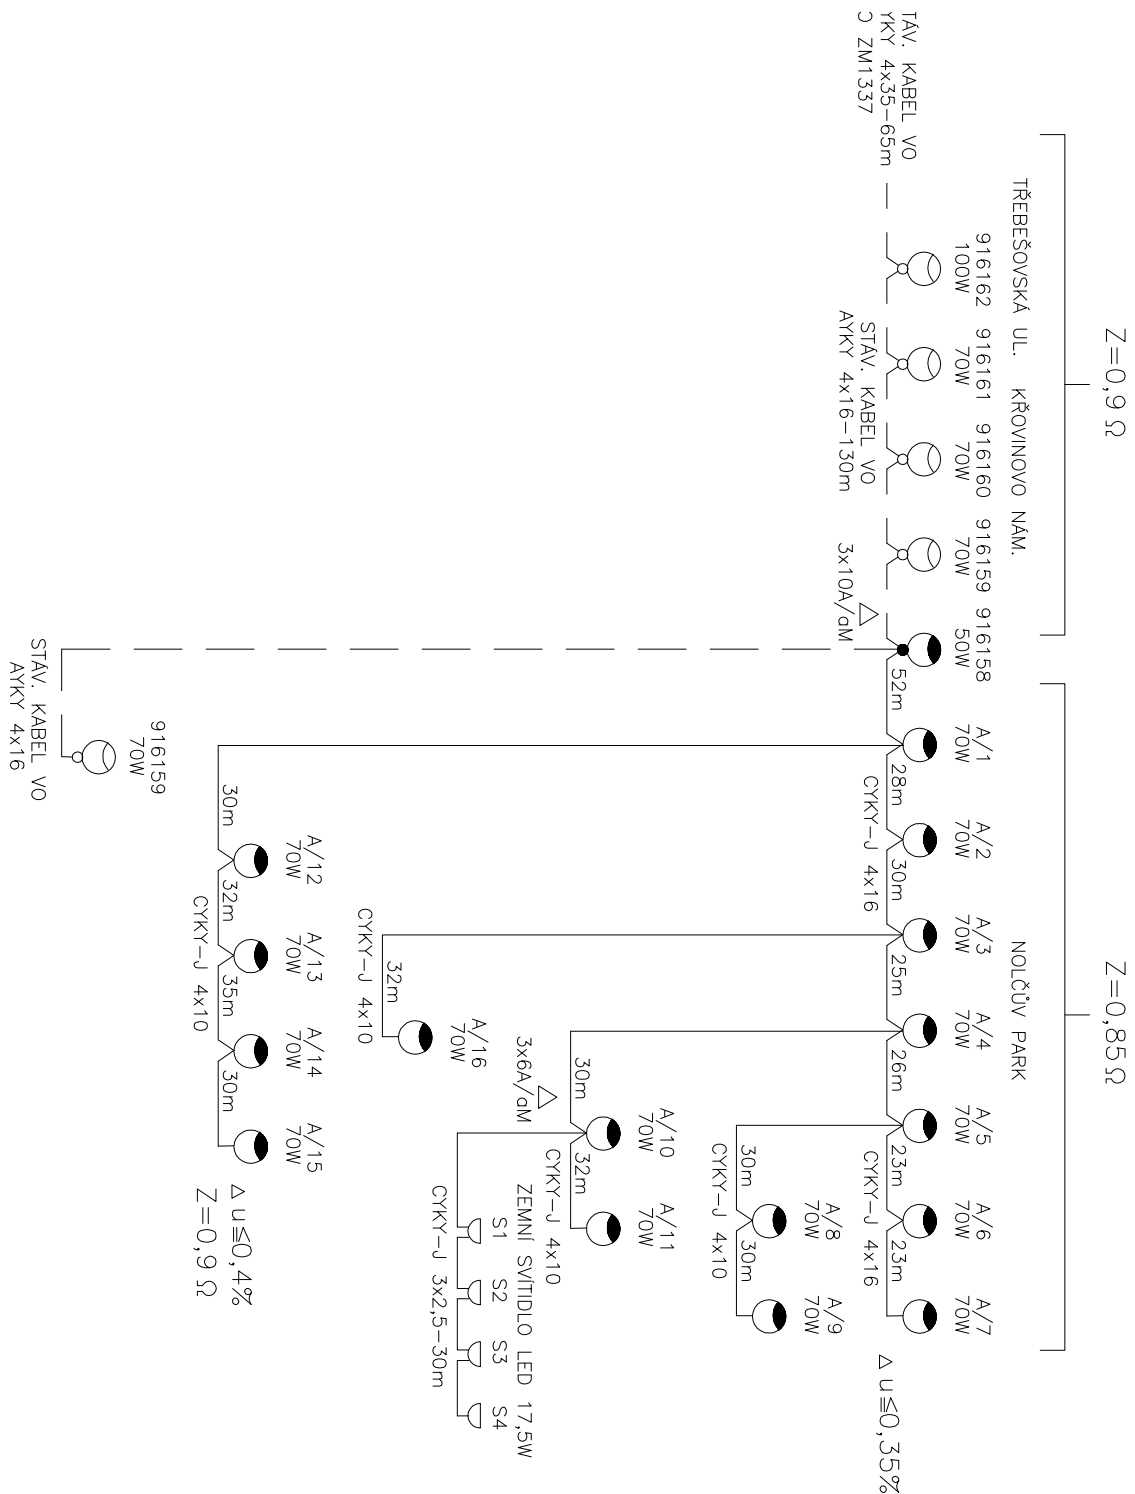 Z=0,9 Ω
Z=0,85Ω
TŘEBEŠOVSKÁ UL.
KŘOVINOVO NÁM.
NOLČŮV PARK
916162
100W
916161
70W
916160
70W
916159
70W
916158
50W
A/1
70W
A/2
70W
A/3
70W
A/4
70W
A/5
70W
A/6
70W
A/7
70W
TÁV. KABEL VO
YKY 4x35-65m
ZM1337
STÁV. KABEL VO
AYKY 4x16-130m
3x10A/aM
52m
28m
30m
25m
26m
23m
23m
CYKY-J 4x16
CYKY-J 4x16
Δ u≦0,35%
A/8
70W
A/9
70W
30m
30m
CYKY-J 4x10
A/10
70W
A/11
70W
30m
32m
CYKY-J 4x10
3x6A/aM
ZEMNÍ SVÍTIDLO LED 17,5W
S1
S2
S3
S4
CYKY-J 3x2,5-30m
A/16
70W
32m
CYKY-J 4x10
A/12
70W
A/13
70W
A/14
70W
A/15
70W
30m
32m
35m
30m
CYKY-J 4x10
Δ u≦0,4%
Z=0,9 Ω
916159
70W
STÁV. KABEL VO
AYKY 4x16